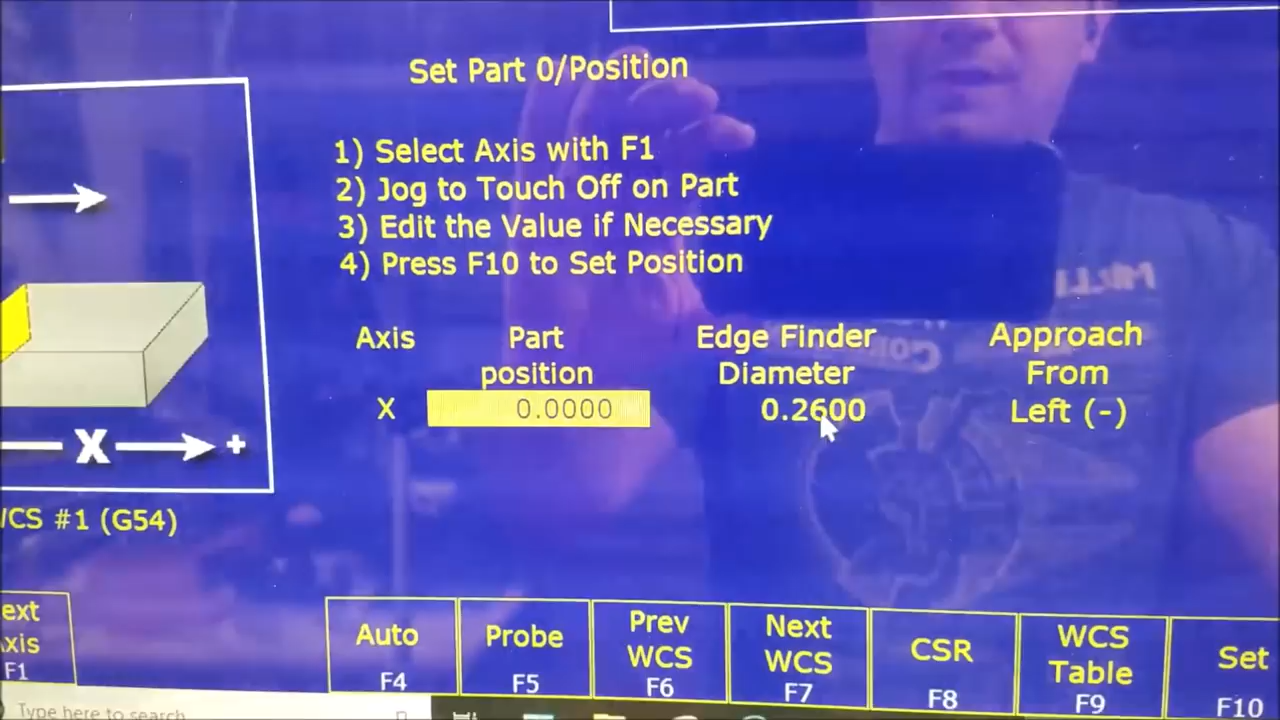 Set Part 0/Position
1) Select Axis with F1
2) Jog to Touch Off on Part
3) Edit the Value if Necessary
4) Press F10 to Set Position
Axis Part position Edge Finder Diameter Approach From
X 0.0000 0.2600 Left (-)
X +
WCS #1 (G54)
ext Axis F1
Auto F4
Probe F5
Prev WCS F6
Next WCS F7
CSR F8
WCS Table F9
Set F10
Type here to search